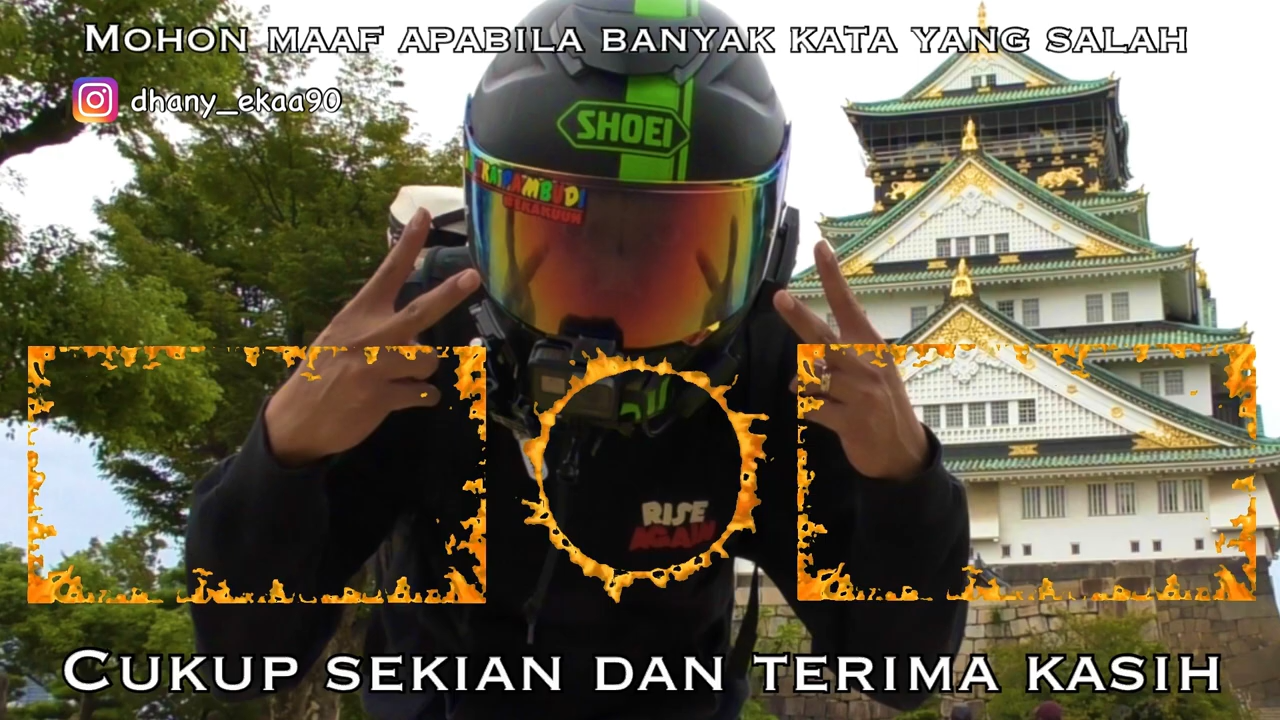 Mohon maaf apabila banyak kata yang salah
dhany_ekaa90
SHOEI
RISE
AGAIN
Cukup sekian dan terima kasih